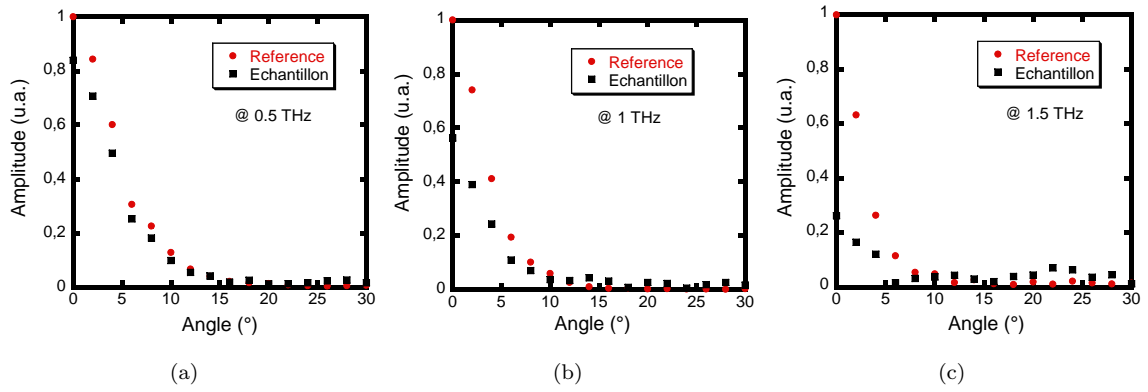 1
0,8
0,6
0,4
0,2
0
0 5 10 15 20 25 30
Amplitude (u.a.)
Angle (°)
Reference
Echantillon
@ 0.5 THz
(a)
1
0,8
0,6
0,4
0,2
0
0 5 10 15 20 25 30
Amplitude (u.a.)
Angle (°)
Reference
Echantillon
@ 1 THz
(b)
1
0,8
0,6
0,4
0,2
0
0 5 10 15 20 25 30
Amplitude (u.a.)
Angle (°)
Reference
Echantillon
@ 1.5 THz
(c)